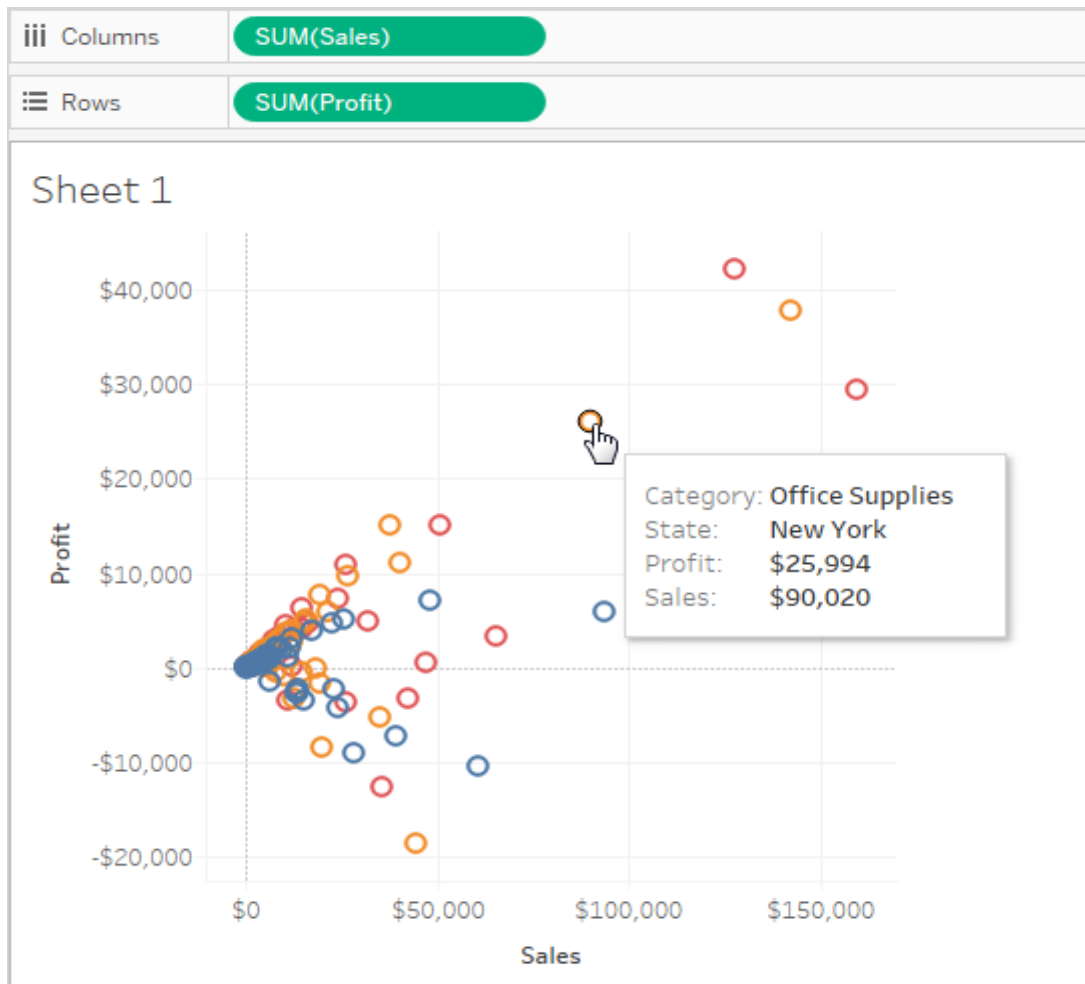 Columns SUM(Sales)
Rows SUM(Profit)
Sheet 1
$40,000
$30,000
$20,000
$10,000
$0
-$10,000
-$20,000
Profit
Category: Office Supplies
State: New York
Profit: $25,994
Sales: $90,020
$0 $50,000 $100,000 $150,000
Sales